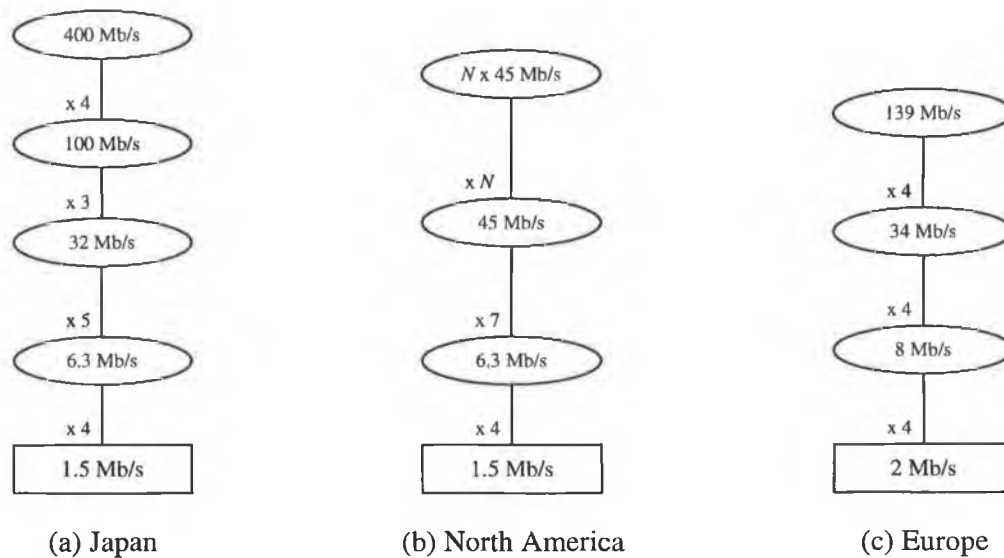 400 Mb/s
x 4
100 Mb/s
x 3
32 Mb/s
x 5
6.3 Mb/s
x 4
1.5 Mb/s
(a) Japan
N x 45 Mb/s
x N
45 Mb/s
x 7
6.3 Mb/s
x 4
1.5 Mb/s
(b) North America
139 Mb/s
x 4
34 Mb/s
x 4
8 Mb/s
x 4
2 Mb/s
(c) Europe